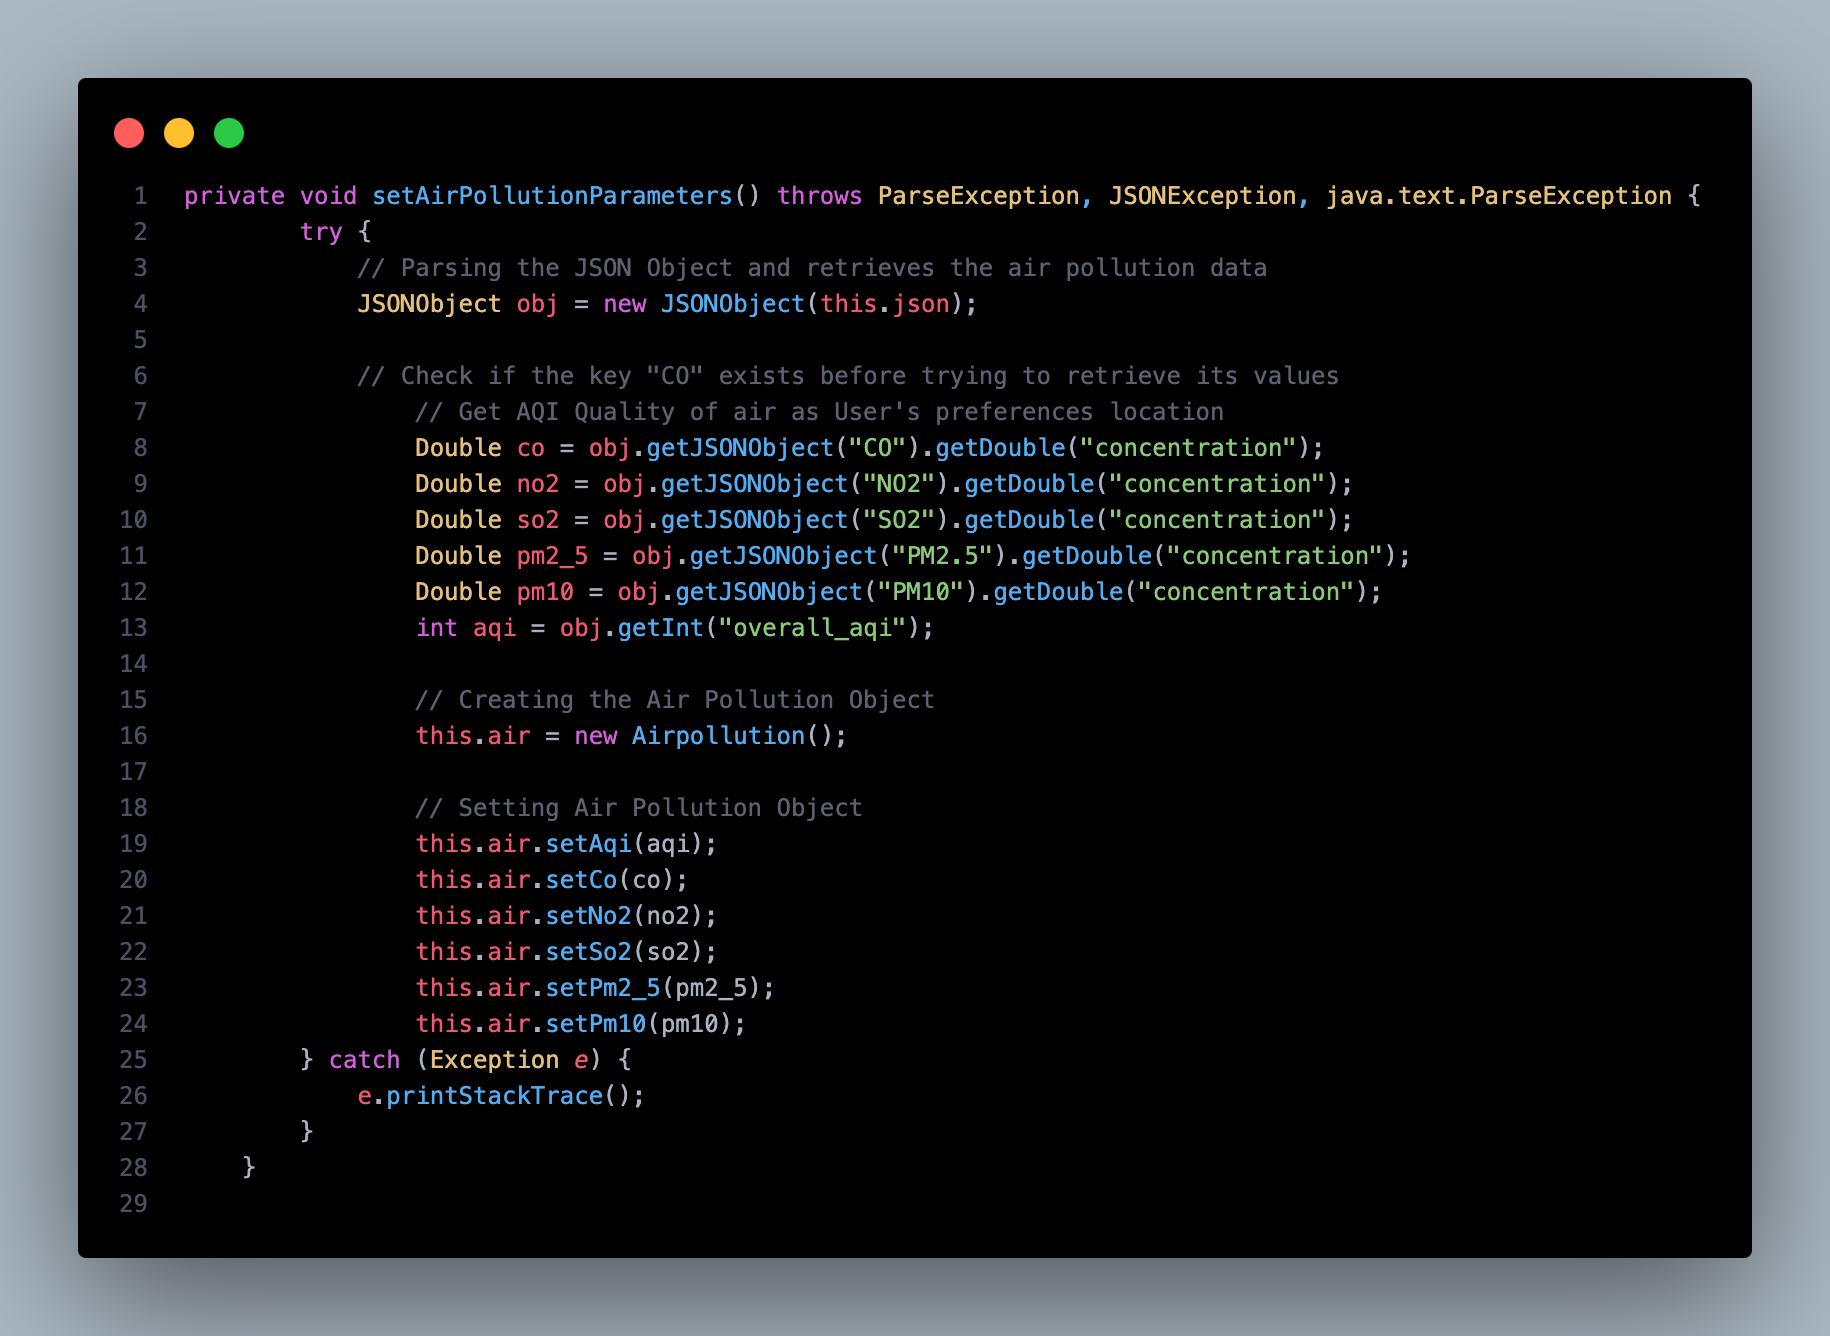 1 private void setAirPollutionParameters() throws ParseException, JSONException, java.text.ParseException {
2         try {
3             // Parsing the JSON Object and retrieves the air pollution data
4             JSONObject obj = new JSONObject(this.json);
5
6             // Check if the key "CO" exists before trying to retrieve its values
7                 // Get AQI Quality of air as User's preferences location
8                 Double co = obj.getJSONObject("CO").getDouble("concentration");
9                 Double no2 = obj.getJSONObject("NO2").getDouble("concentration");
10                 Double so2 = obj.getJSONObject("SO2").getDouble("concentration");
11                 Double pm2_5 = obj.getJSONObject("PM2.5").getDouble("concentration");
12                 Double pm10 = obj.getJSONObject("PM10").getDouble("concentration");
13                 int aqi = obj.getInt("overall_aqi");
14
15                 // Creating the Air Pollution Object
16                 this.air = new Airpollution();
17
18                 // Setting Air Pollution Object
19                 this.air.setAqi(aqi);
20                 this.air.setCo(co);
21                 this.air.setNo2(no2);
22                 this.air.setSo2(so2);
23                 this.air.setPm2_5(pm2_5);
24                 this.air.setPm10(pm10);
25         } catch (Exception e) {
26             e.printStackTrace();
27         }
28     }
29